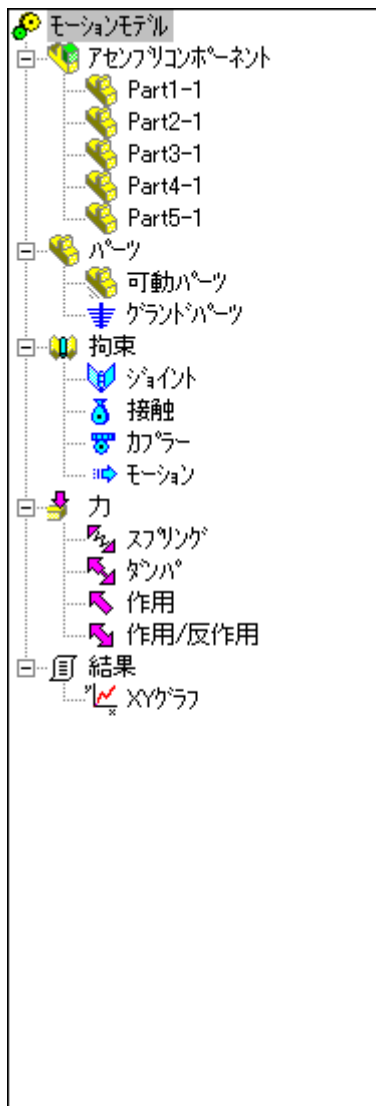 モーションモデル
アセンブリコンポーネント
Part1-1
Part2-1
Part3-1
Part4-1
Part5-1
パーツ
可動パーツ
グランドパーツ
拘束
ジョイント
接触
カプラー
モーション
力
スプリング
ダンパ
作用
作用/反作用
結果
XYグラフ